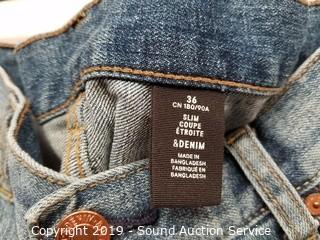 36
CN 180/90A
SLIM
COUPE
ÉTROITE
&DENIM
MADE IN
BANGLADESH
FABRIQUÉ EN
BANGLADESH
Copyright 2019 - Sound Auction Service